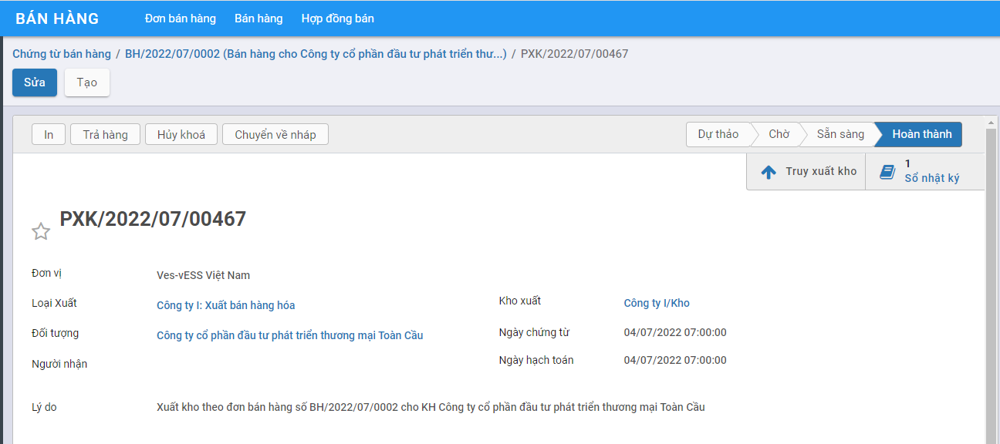 BÁN HÀNG Đơn bán hàng Bán hàng Hợp đồng bán
Chứng từ bán hàng / BH/2022/07/0002 (Bán hàng cho Công ty cổ phần đầu tư phát triển thư...) / PXK/2022/07/00467
Sửa Tạo
In Trả hàng Hủy khoá Chuyển về nháp Dự thảo Chờ Sẵn sàng Hoàn thành
Truy xuất kho 1 Sổ nhật ký
PXK/2022/07/00467
Đơn vị Ves-vESS Việt Nam
Loại Xuất Công ty I: Xuất bán hàng hóa Kho xuất Công ty I/Kho
Đối tượng Công ty cổ phần đầu tư phát triển thương mại Toàn Cầu Ngày chứng từ 04/07/2022 07:00:00
Người nhận Ngày hạch toán 04/07/2022 07:00:00
Lý do Xuất kho theo đơn bán hàng số BH/2022/07/0002 cho KH Công ty cổ phần đầu tư phát triển thương mại Toàn Cầu